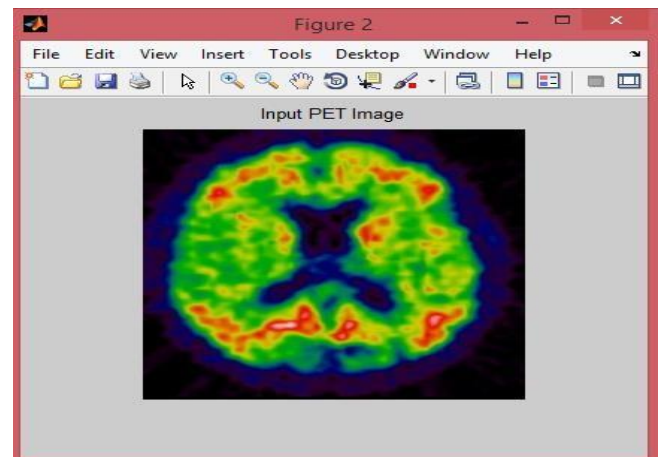 Figure 2
File Edit View Insert Tools Desktop Window Help
Input PET Image